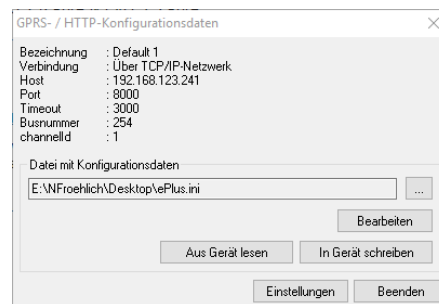 GPRS- / HTTP-Konfigurationsdaten
Bezeichnung : Default 1
Verbindung : Über TCP/IP-Netzwerk
Host : 192.168.123.241
Port : 8000
Timeout : 3000
Busnummer : 254
channelId : 1
Datei mit Konfigurationsdaten
E:\NFroehlich\Desktop\ePlus.ini
...
Bearbeiten
Aus Gerät lesen In Gerät schreiben
Einstellungen Beenden